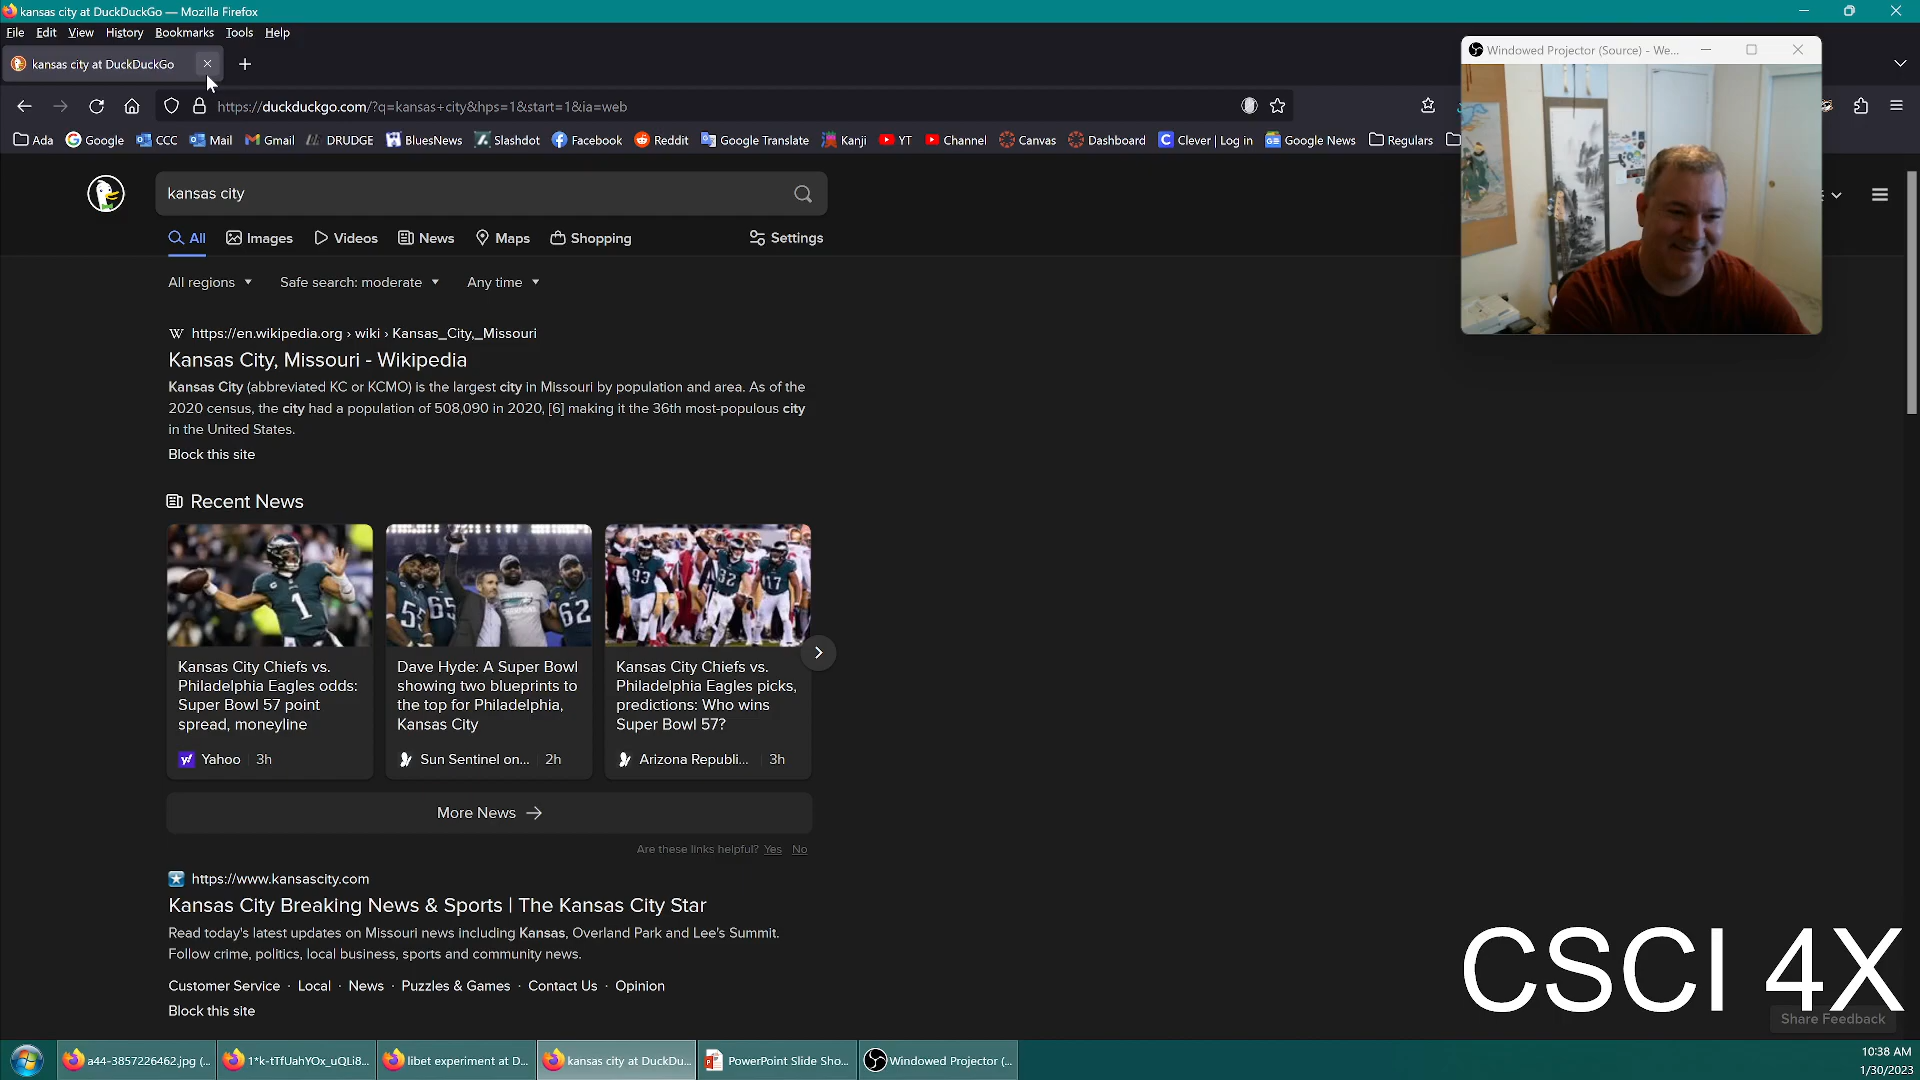 kansas city at DuckDuckGo — Mozilla Firefox
File Edit View History Bookmarks Tools Help
kansas city at DuckDuckGo
Windowed Projector (Source) - We...
https://duckduckgo.com/?q=kansas+city&hps=1&start=1&ia=web
Ada Google CCC Mail Gmail DRUDGE BluesNews Slashdot Facebook Reddit Google Translate Kanji YT Channel Canvas Dashboard Clever | Log in Google News Regulars
kansas city
All Images Videos News Maps Shopping Settings
All regions Safe search: moderate Any time
W https://en.wikipedia.org › wiki › Kansas_City,_Missouri
Kansas City, Missouri - Wikipedia
Kansas City (abbreviated KC or KCMO) is the largest city in Missouri by population and area. As of the
2020 census, the city had a population of 508,090 in 2020, [6] making it the 36th most-populous city
in the United States.
Block this site
Recent News
Kansas City Chiefs vs.
Philadelphia Eagles odds:
Super Bowl 57 point
spread, moneyline
Yahoo 3h
Dave Hyde: A Super Bowl
showing two blueprints to
the top for Philadelphia,
Kansas City
Sun Sentinel on... 2h
Kansas City Chiefs vs.
Philadelphia Eagles picks,
predictions: Who wins
Super Bowl 57?
Arizona Republi... 3h
More News →
Are these links helpful? Yes No
https://www.kansascity.com
Kansas City Breaking News & Sports | The Kansas City Star
Read today's latest updates on Missouri news including Kansas, Overland Park and Lee's Summit.
Follow crime, politics, local business, sports and community news.
Customer Service · Local · News · Puzzles & Games · Contact Us · Opinion
Block this site
CSCI 4X
Share Feedback
a44-3857226462.jpg (... 1*k-tTfUahYOx_uQLi8... libet experiment at D... kansas city at DuckDu... PowerPoint Slide Sho... Windowed Projector (...
10:38 AM
1/30/2023